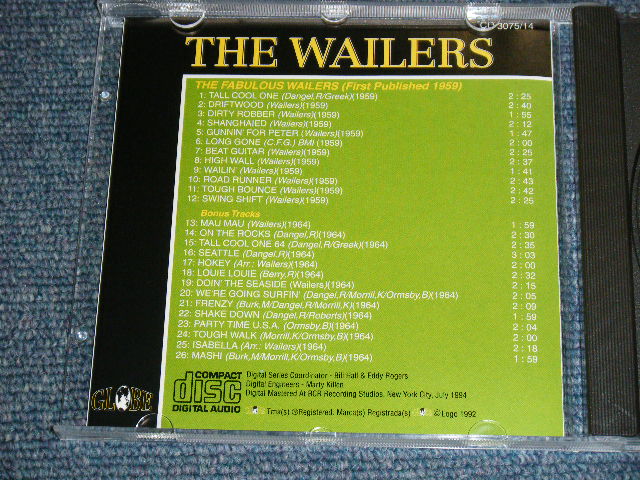 CD 3075/14
THE WAILERS
THE FABULOUS WAILERS (First Published 1959)
1: TALL COOL ONE (Dangel,R/Greek)(1959) 2:25
2: DRIFTWOOD (Wailers)(1959) 2:40
3: DIRTY ROBBER (Wailers)(1959) 1:55
4: SHANGHAIED (Wailers)(1959) 2:12
5: GUNNIN' FOR PETER (Wailers)(1959) 1:47
6: LONG GONE (C.F.G.) BMI (1959) 2:00
7: BEAT GUITAR (Wailers)(1959) 2:25
8: HIGH WALL (Wailers)(1959) 2:37
9: WAILIN' (Wailers)(1959) 1:41
10: ROAD RUNNER (Wailers)(1959) 2:43
11: TOUGH BOUNCE (Wailers)(1959) 2:42
12: SWING SHIFT (Wailers)(1959) 2:25
Bonus Tracks
13: MAU MAU (Wailers)(1964) 1:59
14: ON THE ROCKS (Dangel,R)(1964) 2:30
15: TALL COOL ONE 64 (Dangel,R/Greek)(1964) 2:35
16: SEATTLE (Dangel,R)(1964) 3:03
17: HOKEY (Arr.: Wailers)(1964) 2:00
18: LOUIE LOUIE (Berry,R)(1964) 2:32
19: DOIN' THE SEASIDE (Wailers)(1964) 2:15
20: WE'RE GOING SURFIN' (Dangel,R/Morrill,K/Ormsby,B)(1964) 2:05
21: FRENZY (Burk,M/Dangel,R/Morrill,K)(1964) 2:09
22: SHAKE DOWN (Dangel,R/Roberts)(1964) 1:59
23: PARTY TIME U.S.A. (Ormsby,B)(1964) 2:04
24: TOUGH WALK (Morrill,K/Ormsby,B)(1964) 2:00
25: ISABELLA (Arr.: Wailers)(1964) 2:18
26: MASHI (Burk,M/Morrill,K/Ormsby,B)(1964) 1:59
GLOBE
COMPACT
disc
DIGITAL AUDIO
Digital Series Coordinator - Bill Hall & Eddy Rogers
Digital Engineers - Marty Killen
Digital Mastered At BCR Recording Studios. New York City, July 1994
Tmx(s) ®Registered. Marca(s) Registrada(s) © Logo 1992